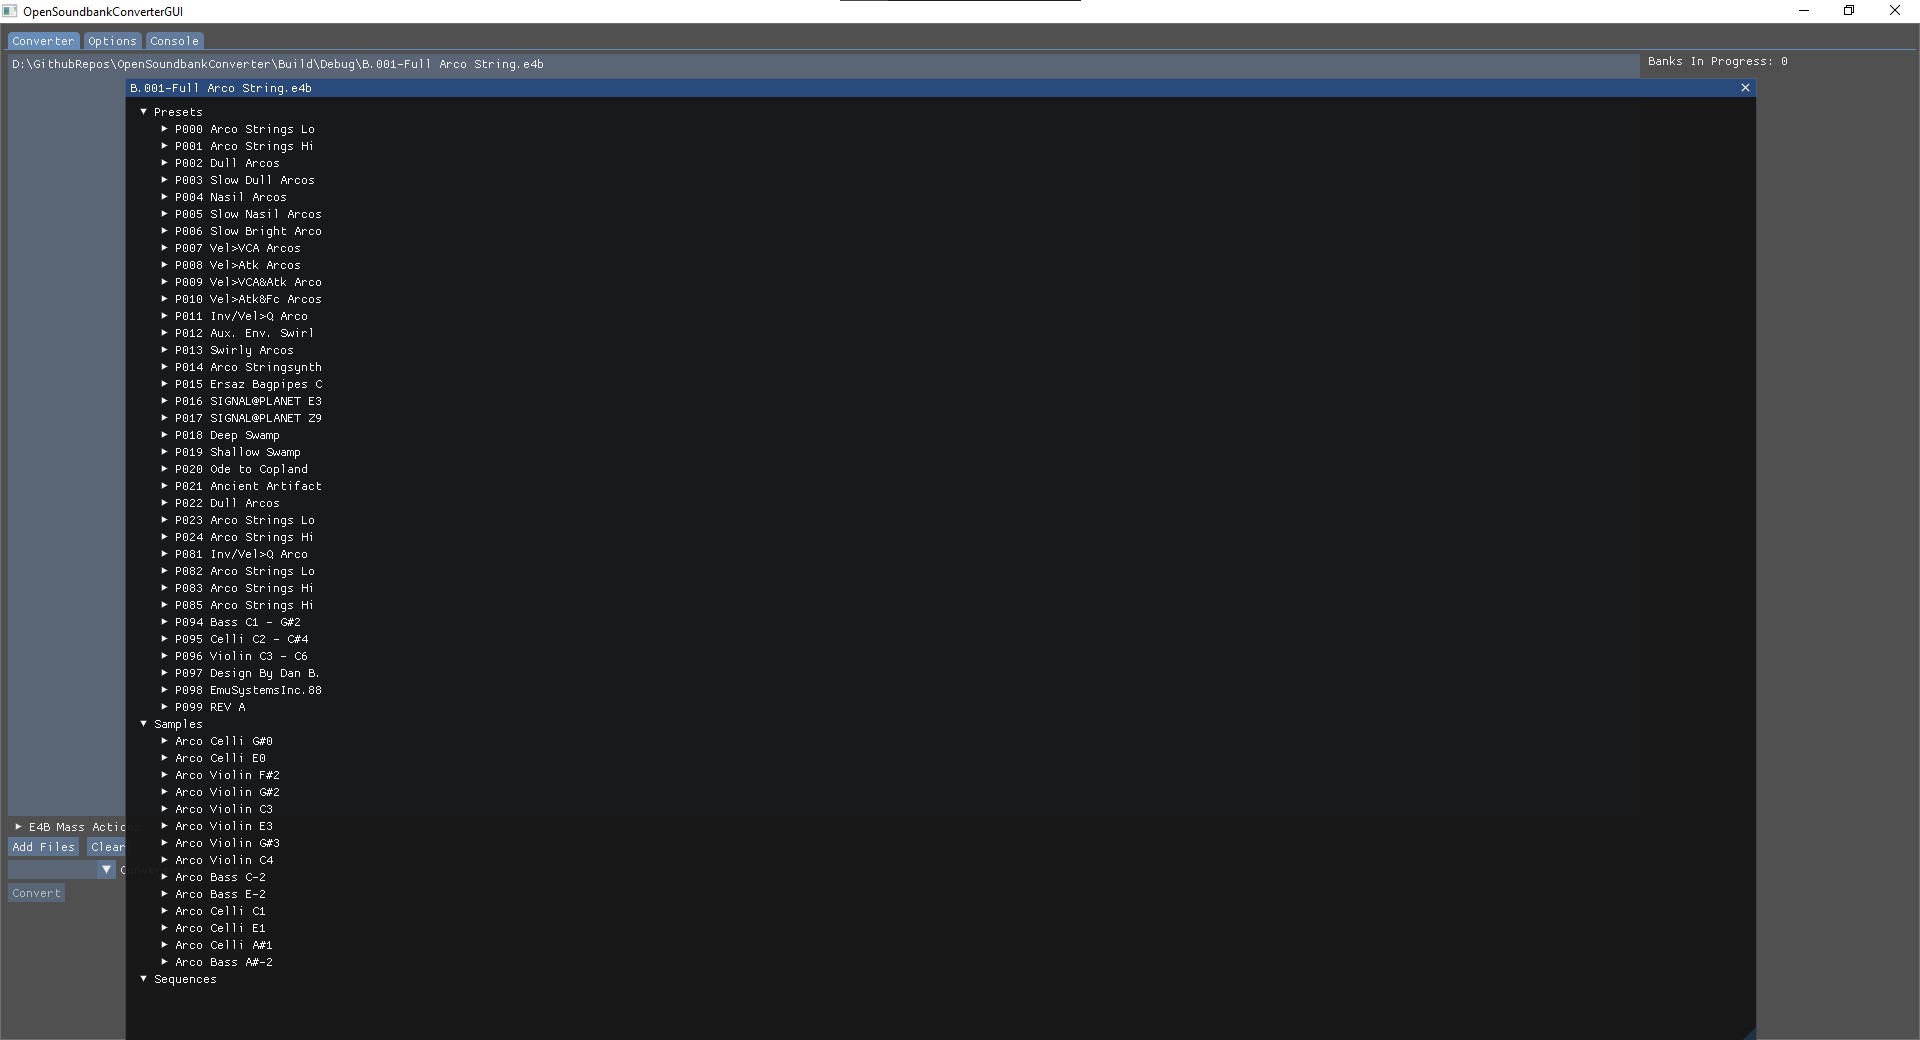 OpenSoundbankConverterGUI
Converter Options Console
D:\GithubRepos\OpenSoundbankConverter\Build\Debug\B.001-Full Arco String.e4b
Banks In Progress: 0
B.001-Full Arco String.e4b
Presets
P000 Arco Strings Lo
P001 Arco Strings Hi
P002 Dull Arcos
P003 Slow Dull Arcos
P004 Nasil Arcos
P005 Slow Nasil Arcos
P006 Slow Bright Arco
P007 Vel>VCA Arcos
P008 Vel>Atk Arcos
P009 Vel>VCA&Atk Arco
P010 Vel>Atk&Fc Arcos
P011 Inv/Vel>Q Arco
P012 Aux. Env. Swirl
P013 Swirly Arcos
P014 Arco Stringsynth
P015 Ersaz Bagpipes C
P016 SIGNAL@PLANET E3
P017 SIGNAL@PLANET Z9
P018 Deep Swamp
P019 Shallow Swamp
P020 Ode to Copland
P021 Ancient Artifact
P022 Dull Arcos
P023 Arco Strings Lo
P024 Arco Strings Hi
P081 Inv/Vel>Q Arco
P082 Arco Strings Lo
P083 Arco Strings Hi
P085 Arco Strings Hi
P094 Bass C1 - G#2
P095 Celli C2 - C#4
P096 Violin C3 - C6
P097 Design By Dan B.
P098 EmuSystemsInc.88
P099 REV A
Samples
Arco Celli G#0
Arco Celli E0
Arco Violin F#2
Arco Violin G#2
Arco Violin C3
Arco Violin E3
Arco Violin G#3
Arco Violin C4
Arco Bass C-2
Arco Bass E-2
Arco Celli C1
Arco Celli E1
Arco Celli A#1
Arco Bass A#-2
Sequences
E4B Mass Actio
Add Files Clear
Convert